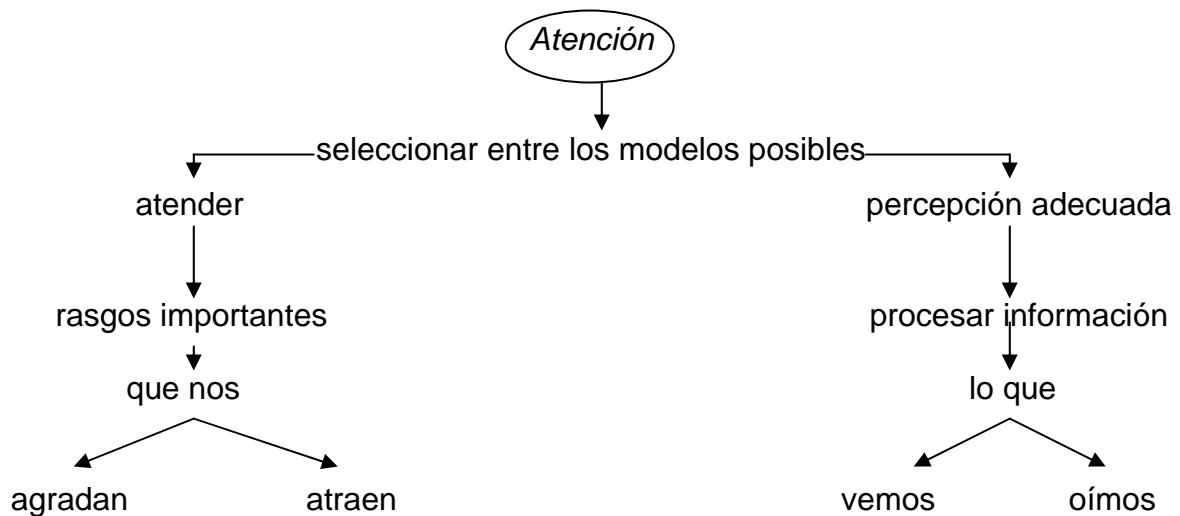 Atención
seleccionar entre los modelos posibles
atender
percepción adecuada
rasgos importantes
procesar información
que nos
lo que
agradan
atraen
vemos
oímos